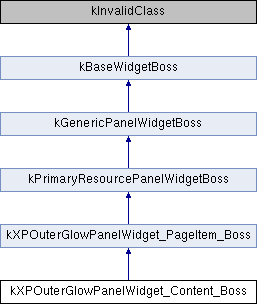 kInvalidClass
kBaseWidgetBoss
kGenericPanelWidgetBoss
kPrimaryResourcePanelWidgetBoss
kXPOuterGlowPanelWidget_PageItem_Boss
kXPOuterGlowPanelWidget_Content_Boss